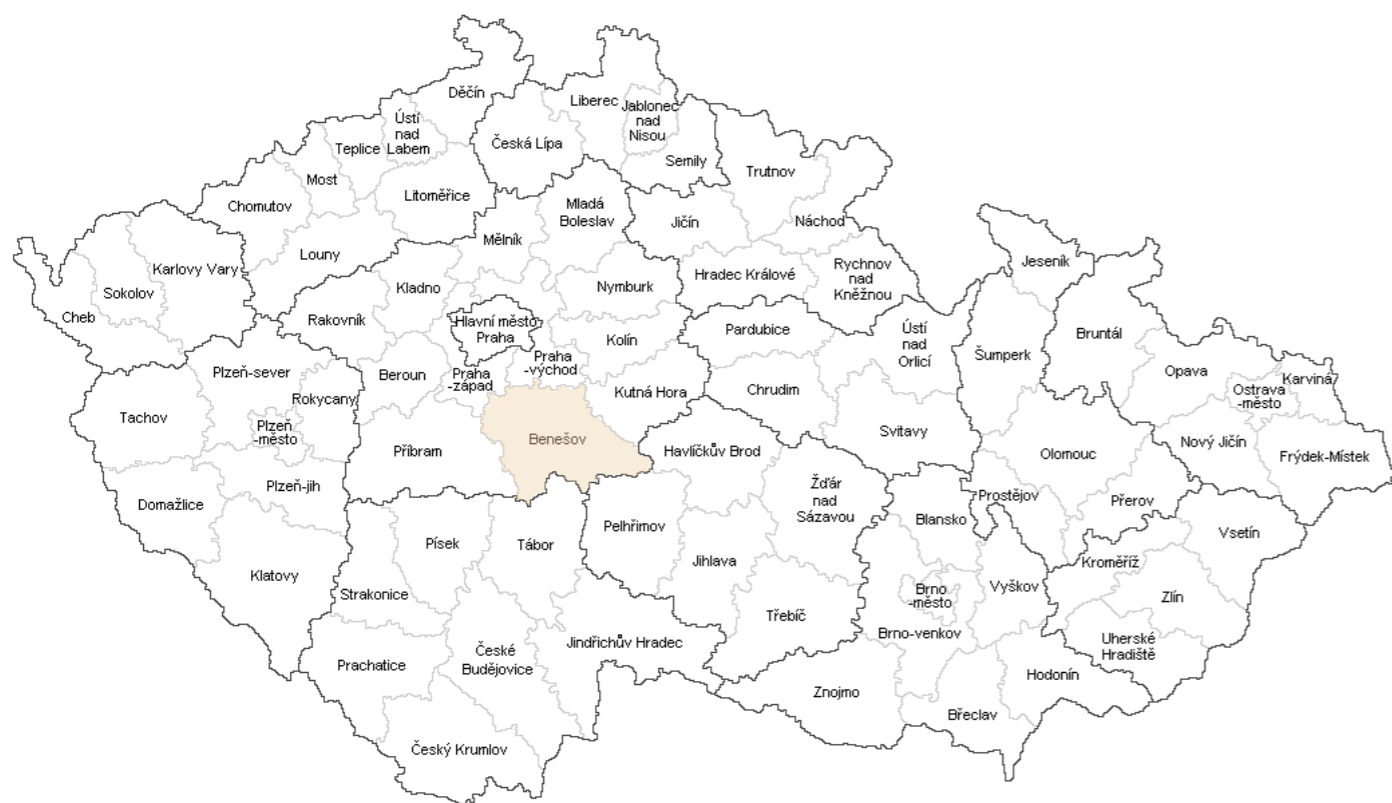 Děčín
Liberec
Jablonec
nad
Nisou
Ústí
nad
Labem
Teplice
Česká Lípa
Semily
Most
Trutnov
Chomutov
Litoměřice
Mladá
Boleslav
Jičín
Náchod
Mělník
Louny
Jeseník
Karlovy Vary
Hradec Králové
Rychnov
nad
Kněžnou
Sokolov
Kladno
Nymburk
Cheb
Rakovník
Hlavní město
Praha
Kolín
Pardubice
Ústí
nad
Orlicí
Bruntál
Šumperk
Plzeň-sever
Beroun
Praha
-západ
Praha
-východ
Opava
Karviná
Ostrava
-město
Rokycany
Kutná Hora
Chrudim
Tachov
Plzeň
-město
Svitavy
Benešov
Příbram
Havlíčkův Brod
Nový Jičín
Frýdek-Místek
Olomouc
Plzeň-jih
Domažlice
Žďár
nad
Sázavou
Prostějov
Přerov
Blansko
Pelhřimov
Vsetín
Písek
Tábor
Jihlava
Klatovy
Kroměříž
Strakonice
Brno
-město
Vyškov
Zlín
Třebíč
Brno-venkov
Jindřichův Hradec
Uherské
Hradiště
České
Budějovice
Prachatice
Hodonín
Znojmo
Břeclav
Český Krumlov